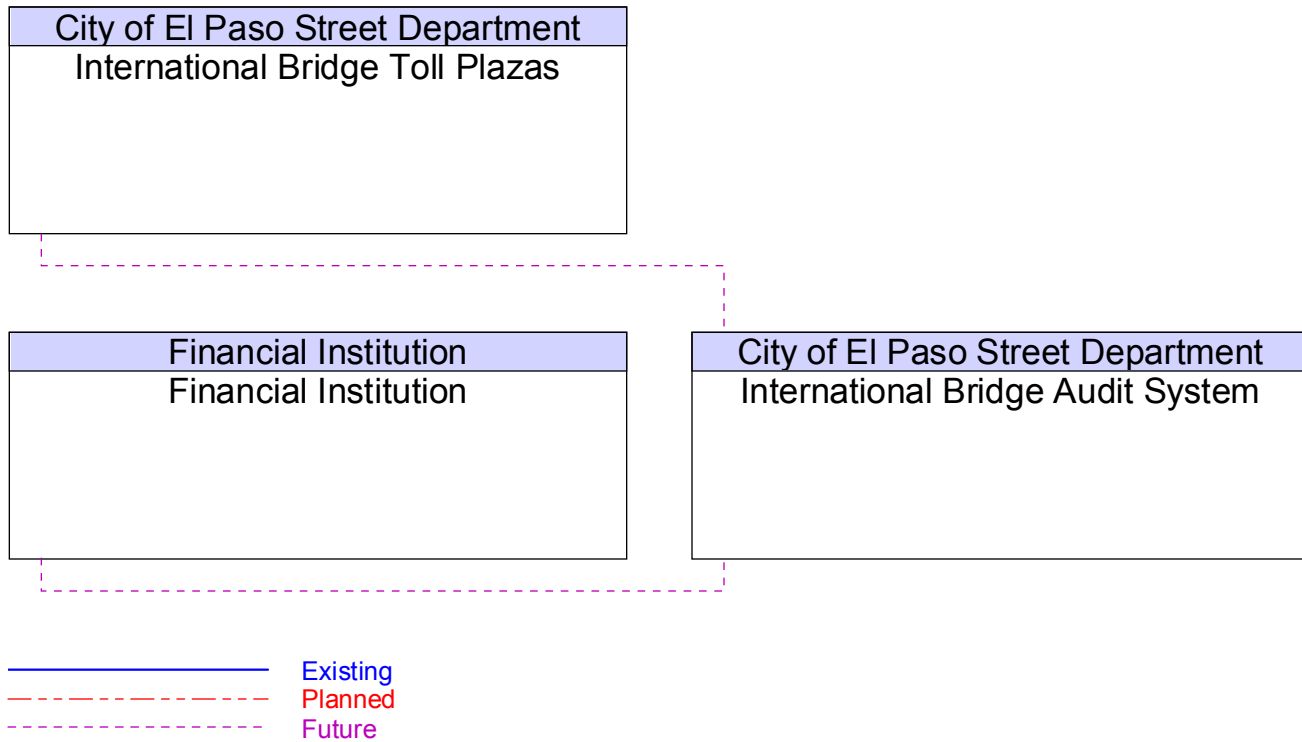 City of El Paso Street Department
International Bridge Toll Plazas
Financial Institution
Financial Institution
City of El Paso Street Department
International Bridge Audit System
Existing
Planned
Future